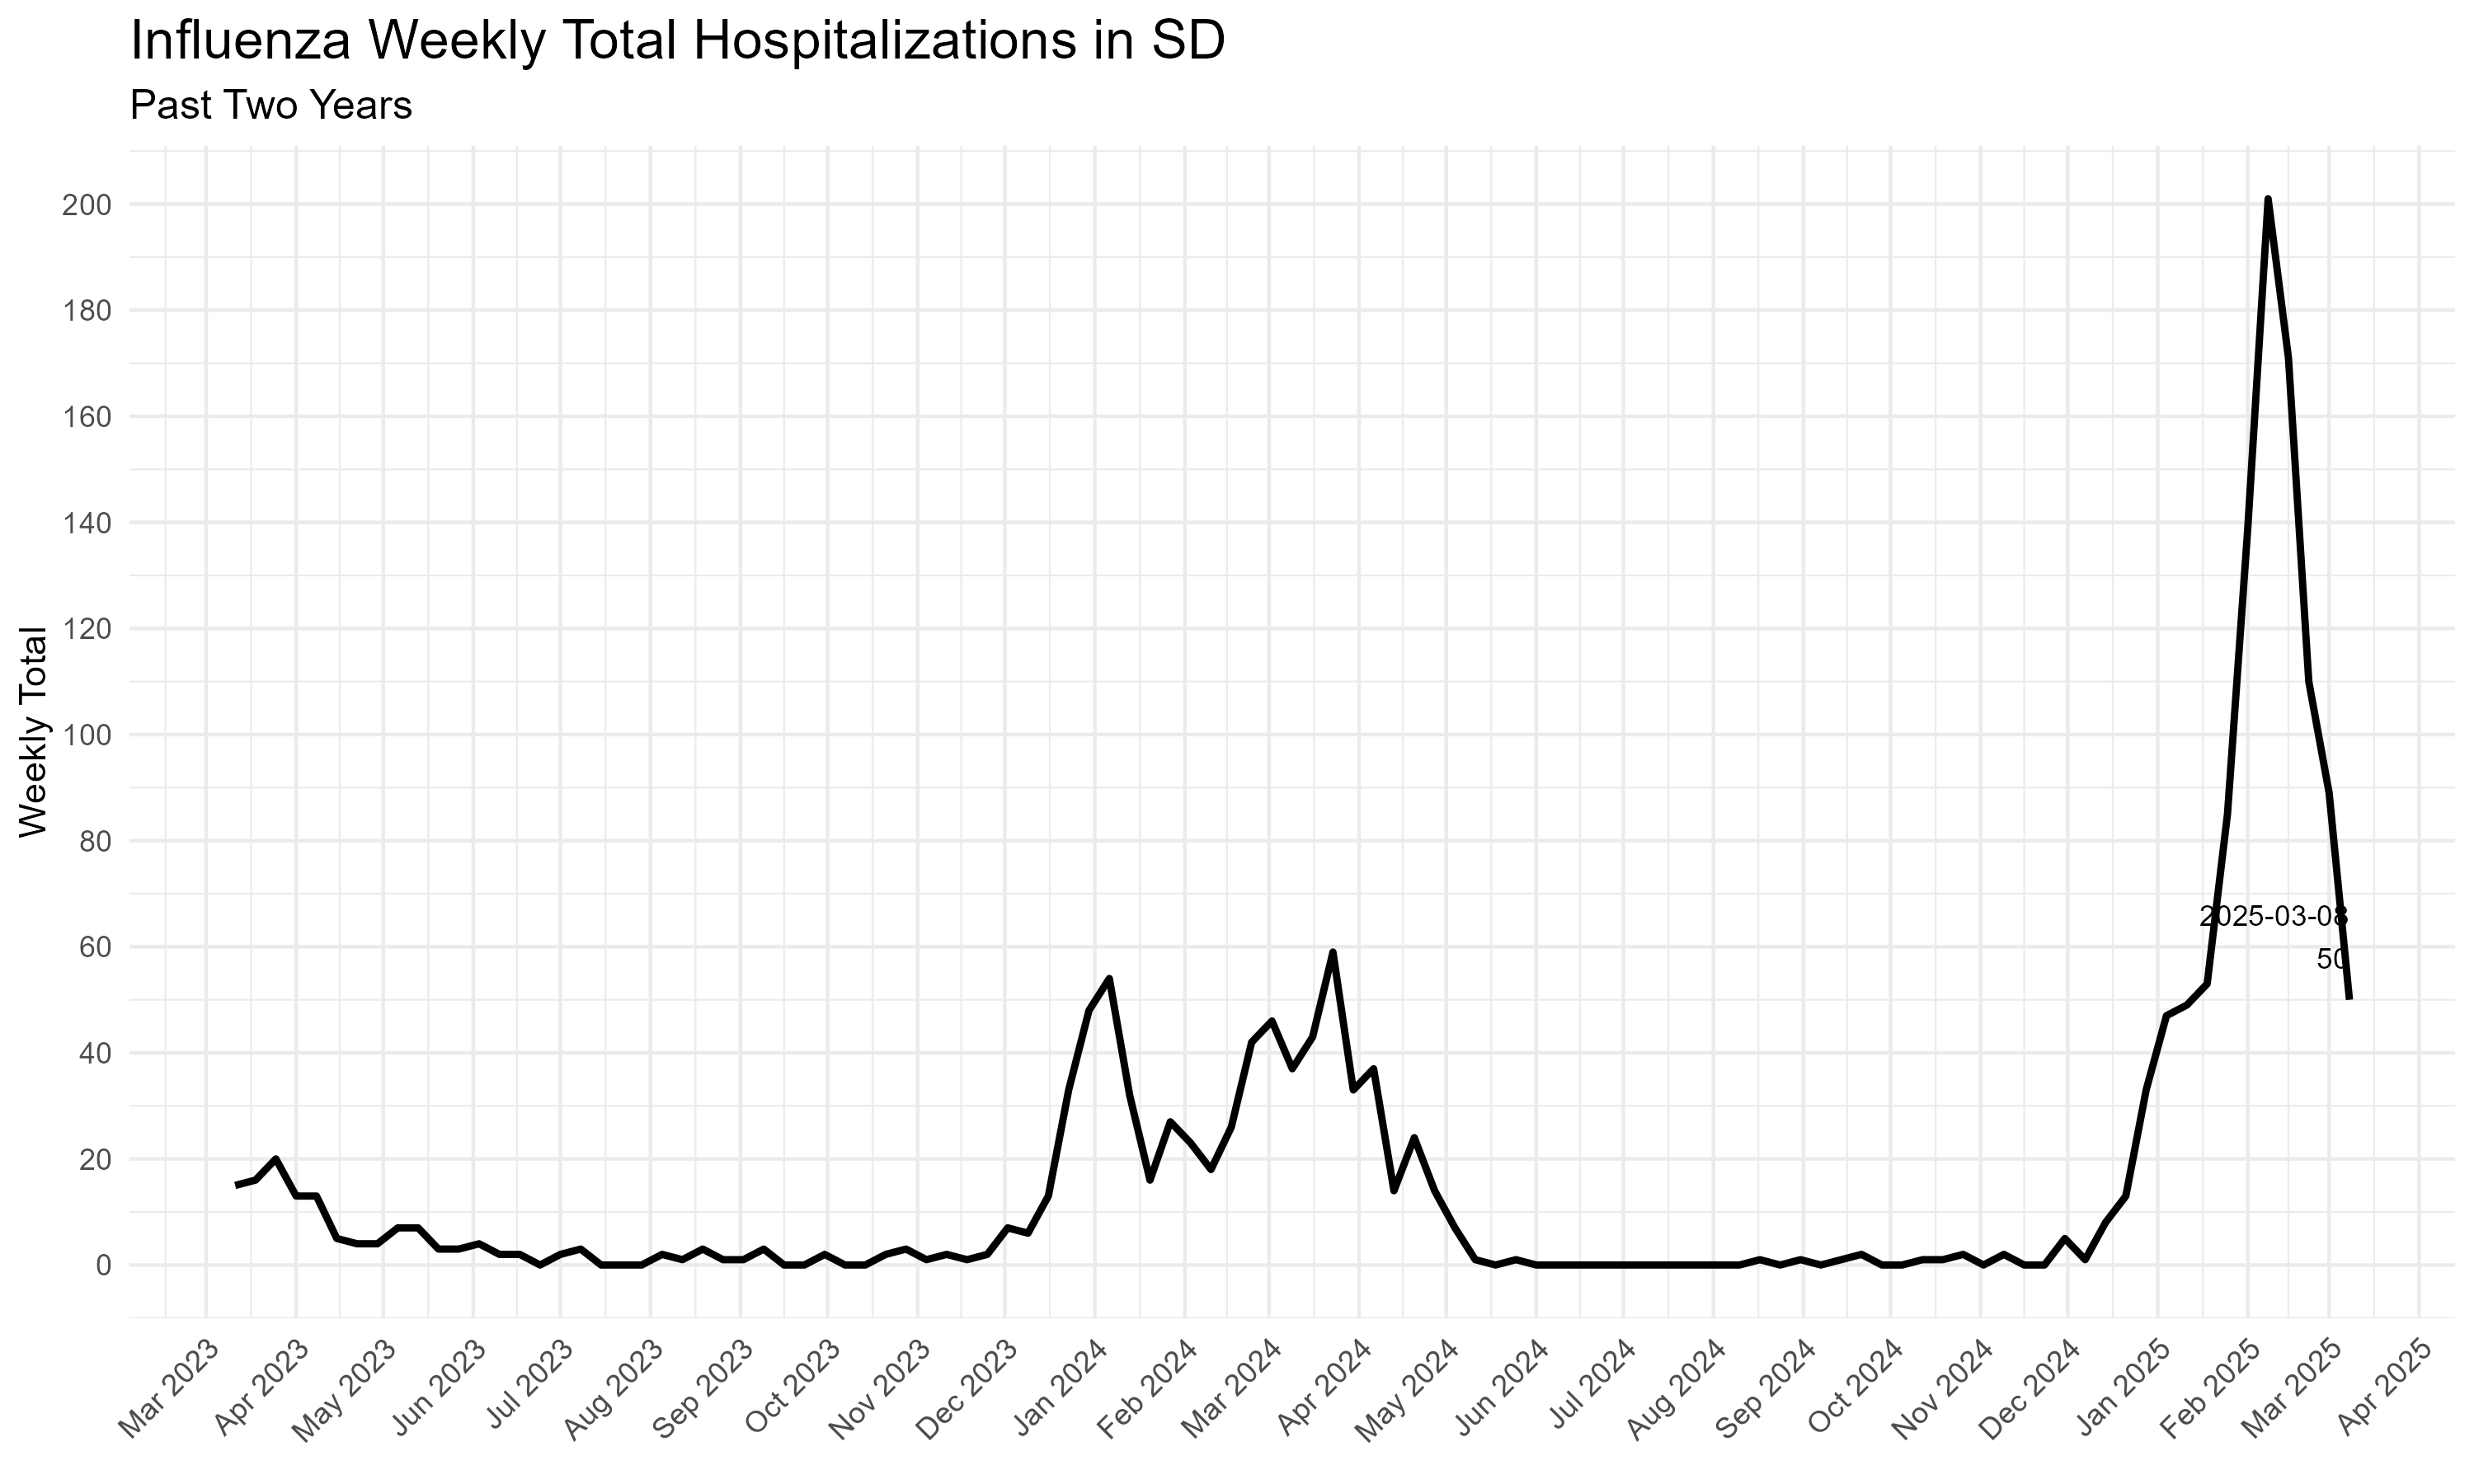 Influenza Weekly Total Hospitalizations in SD
Past Two Years
Weekly Total
200
180
160
140
120
100
80
60
40
20
0
2025-03-08
50
Mar 2023
Apr 2023
May 2023
Jun 2023
Jul 2023
Aug 2023
Sep 2023
Oct 2023
Nov 2023
Dec 2023
Jan 2024
Feb 2024
Mar 2024
Apr 2024
May 2024
Jun 2024
Jul 2024
Aug 2024
Sep 2024
Oct 2024
Nov 2024
Dec 2024
Jan 2025
Feb 2025
Mar 2025
Apr 2025